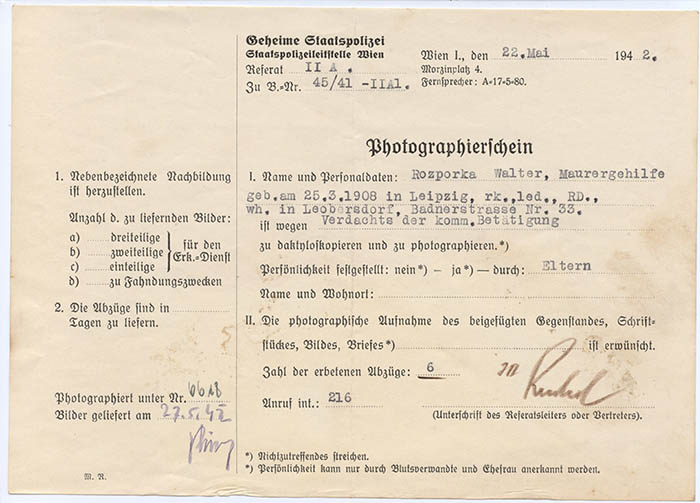 Geheime Staatspolizei
Staatspolizeileitstelle Wien
Referat II A.
Zu B.=Nr. 45/41 -IIA1.
Wien I., den 22. Mai 1942.
Morzinplatz 4.
Fernsprecher: A=17=5=80.
Photographierschein
1. Nebenbezeichnete Nachbildung
ist herzustellen.
Anzahl d. zu liefernden Bilder:
a) dreiteilige
b) zweiteilige
c) einteilige
für den
Erk.=Dienst
d) zu Fahndungszwecken
2. Die Abzüge sind in
Tagen zu liefern.
Photographiert unter Nr. 6618
Bilder geliefert am 27.5.42
M. R.
I. Name und Personaldaten: Rozporka Walter, Maurergehilfe
geb.am 25.3.1908 in Leipzig, rk.,led., RD.,
wh. in Leobersdorf, Badnerstrasse Nr. 33.
ist wegen Verdachts der komm.Betätigung
zu daktyloskopieren und zu photographieren.*)
Persönlichkeit festgestellt: nein*) – ja*) — durch: Eltern
Name und Wohnort:
II. Die photographische Aufnahme des beigefügten Gegenstandes, Schrift-
stückes, Bildes, Briefes*) ist erwünscht.
Zahl der erbetenen Abzüge: 6
Anruf int.: 216
(Unterschrift des Referatsleiters oder Vertreters).
*) Nichtzutreffendes streichen.
*) Persönlichkeit kann nur durch Blutsverwandte und Ehefrau anerkannt werden.